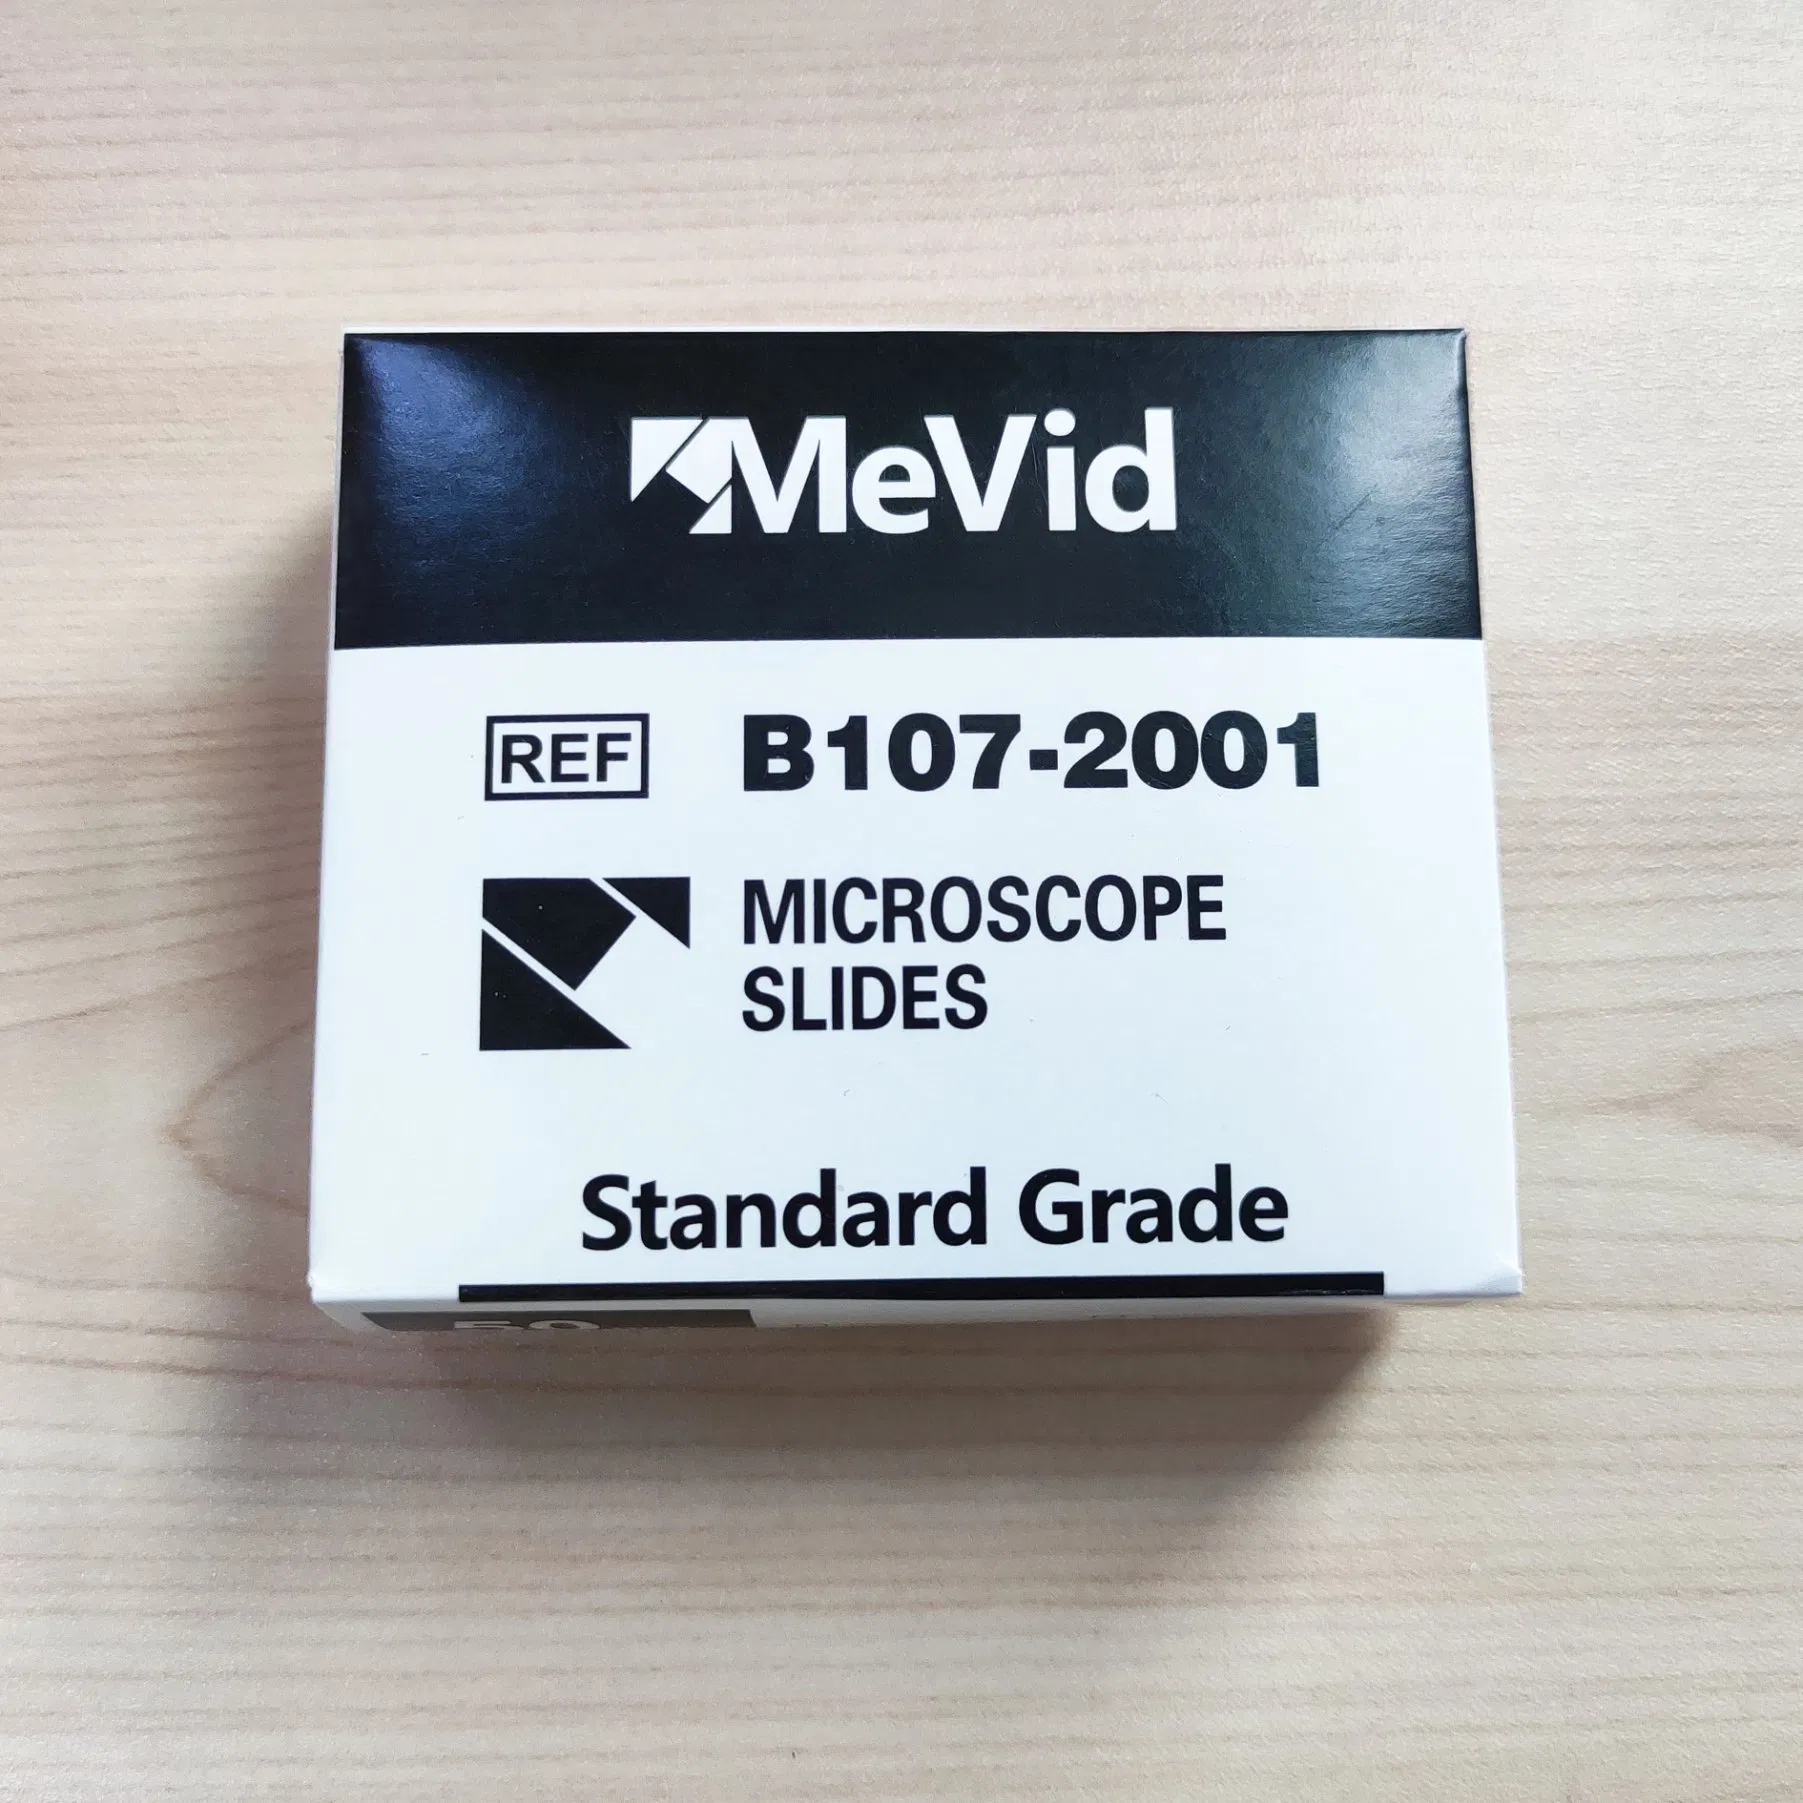 MeVid
REF B107-2001
MICROSCOPE
SLIDES
Standard Grade